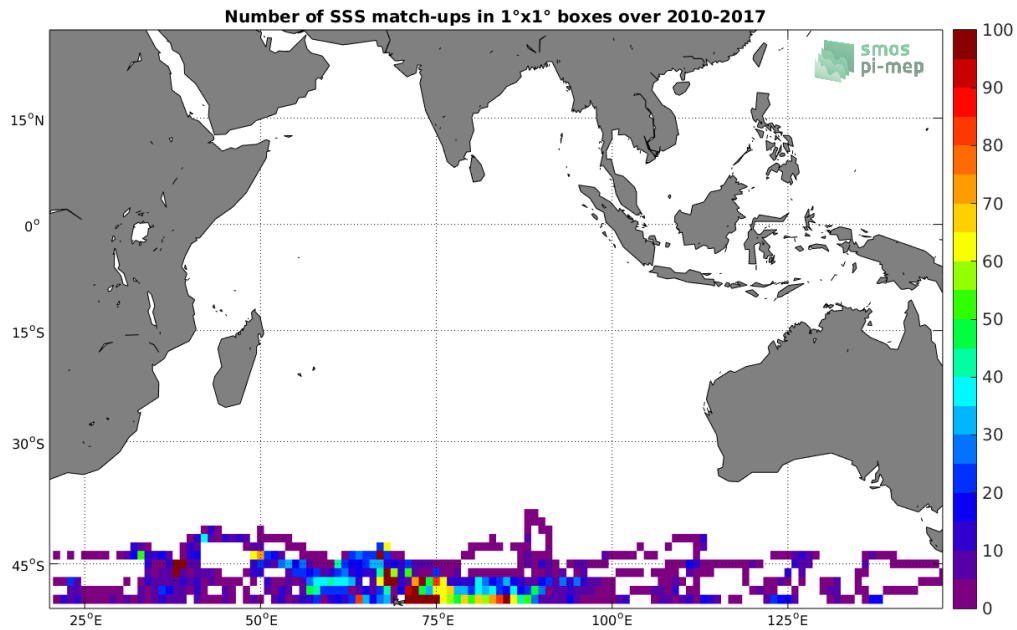 Number of SSS match-ups in 1°x1° boxes over 2010-2017
smos
pi-mep
15°N
0°
15°S
30°S
45°S
25°E
50°E
75°E
100°E
125°E
100
90
80
70
60
50
40
30
20
10
0